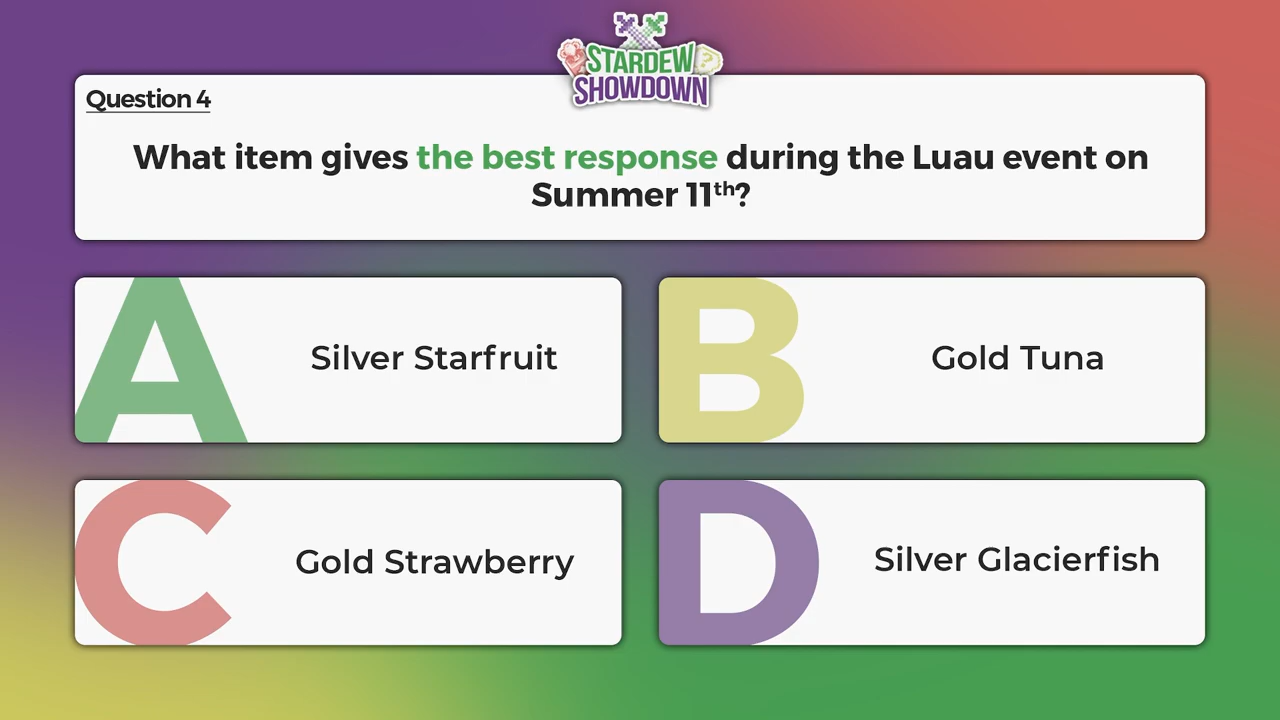 STARDEW
SHOWDOWN
Question 4
What item gives the best response during the Luau event on
Summer 11th?
A
Silver Starfruit
B
Gold Tuna
C
Gold Strawberry
D
Silver Glacierfish